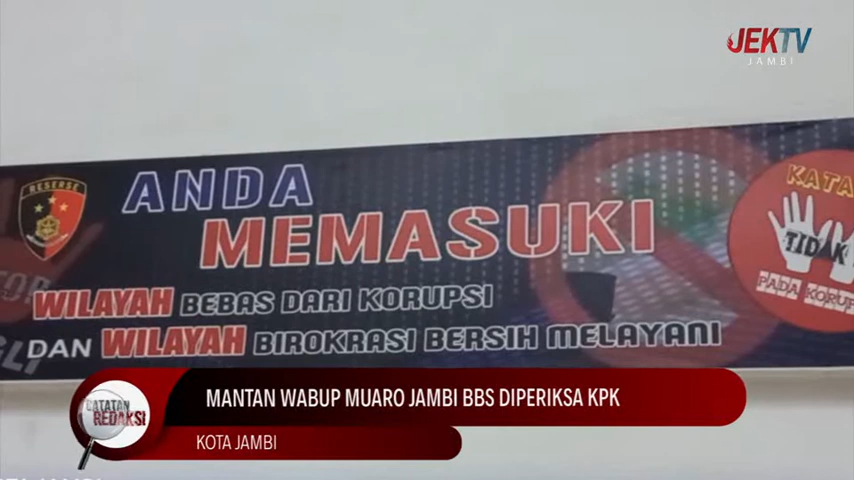 JEKTV
JAMBI
RESERSE
ANDA
MEMASUKI
WILAYAH BEBAS DARI KORUPSI
DAN WILAYAH BIROKRASI BERSIH MELAYANI
KATA
TIDAK
PADA KORUP
CATATAN
REDAKSI
MANTAN WABUP MUARO JAMBI BBS DIPERIKSA KPK
KOTA JAMBI